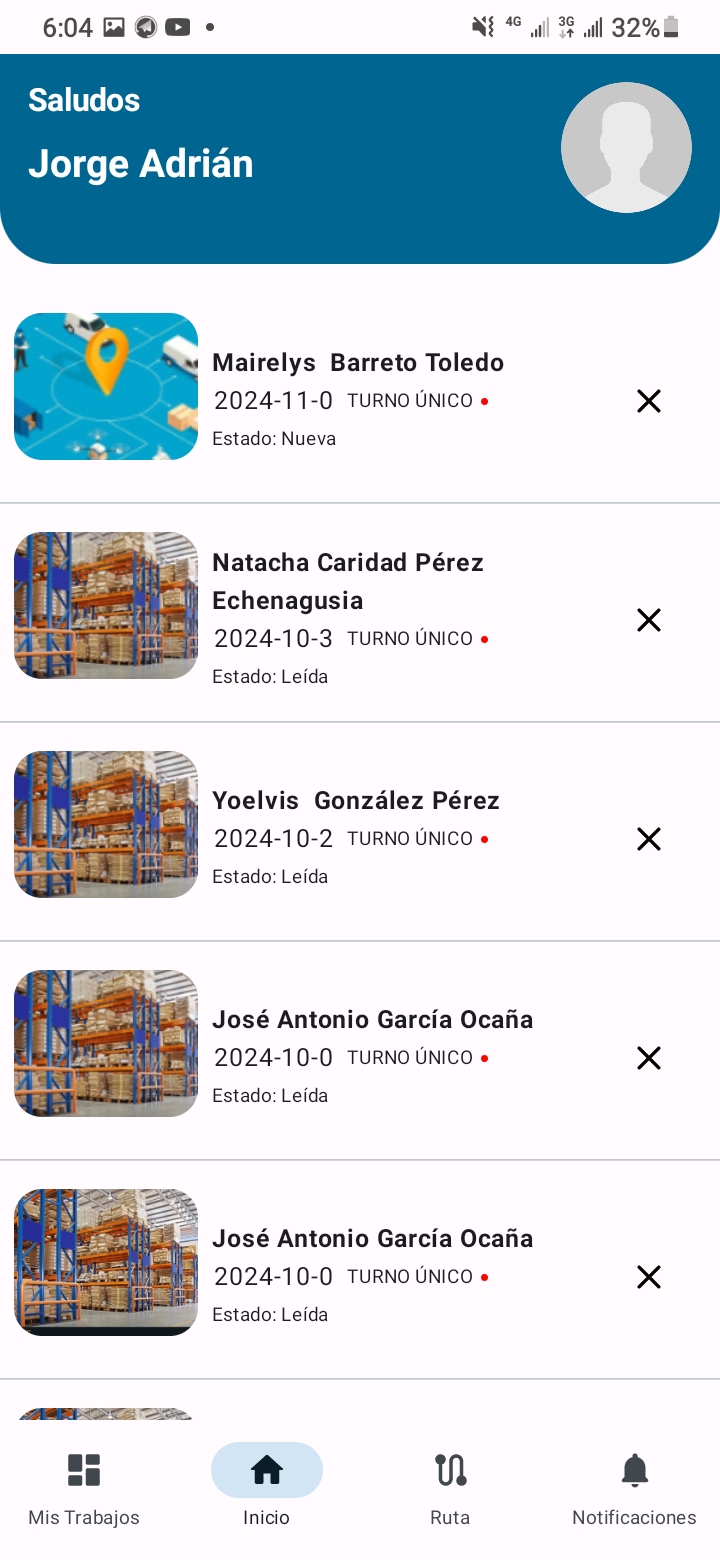 6:04 4G 3G 32%
Saludos
Jorge Adrián
Mairelys  Barreto Toledo
2024-11-0 TURNO ÚNICO
Estado: Nueva
Natacha Caridad Pérez
Echenagusia
2024-10-3 TURNO ÚNICO
Estado: Leída
Yoelvis  González Pérez
2024-10-2 TURNO ÚNICO
Estado: Leída
José Antonio García Ocaña
2024-10-0 TURNO ÚNICO
Estado: Leída
José Antonio García Ocaña
2024-10-0 TURNO ÚNICO
Estado: Leída
Mis Trabajos Inicio Ruta Notificaciones